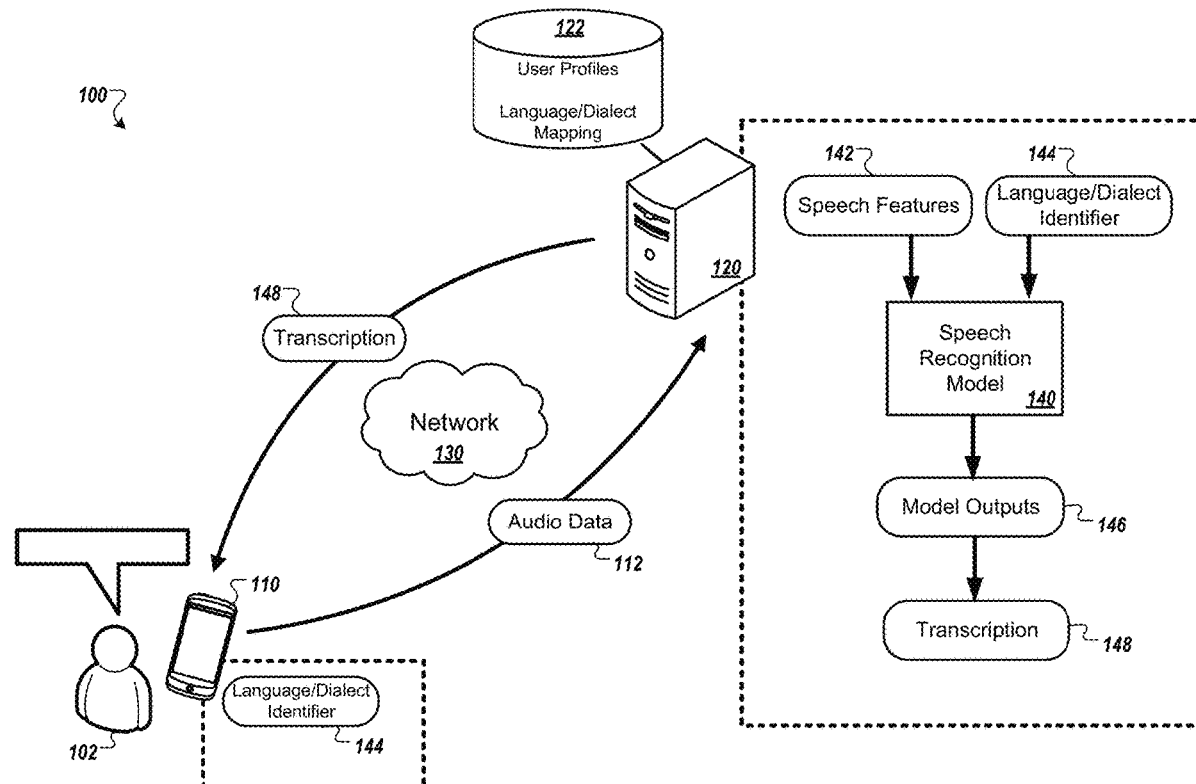 100
122
User Profiles
Language/Dialect
Mapping
120
148
Transcription
Network
130
Audio Data
112
110
102
Language/Dialect
Identifier
144
142
Speech Features
144
Language/Dialect
Identifier
Speech
Recognition
Model
140
Model Outputs
146
Transcription
148